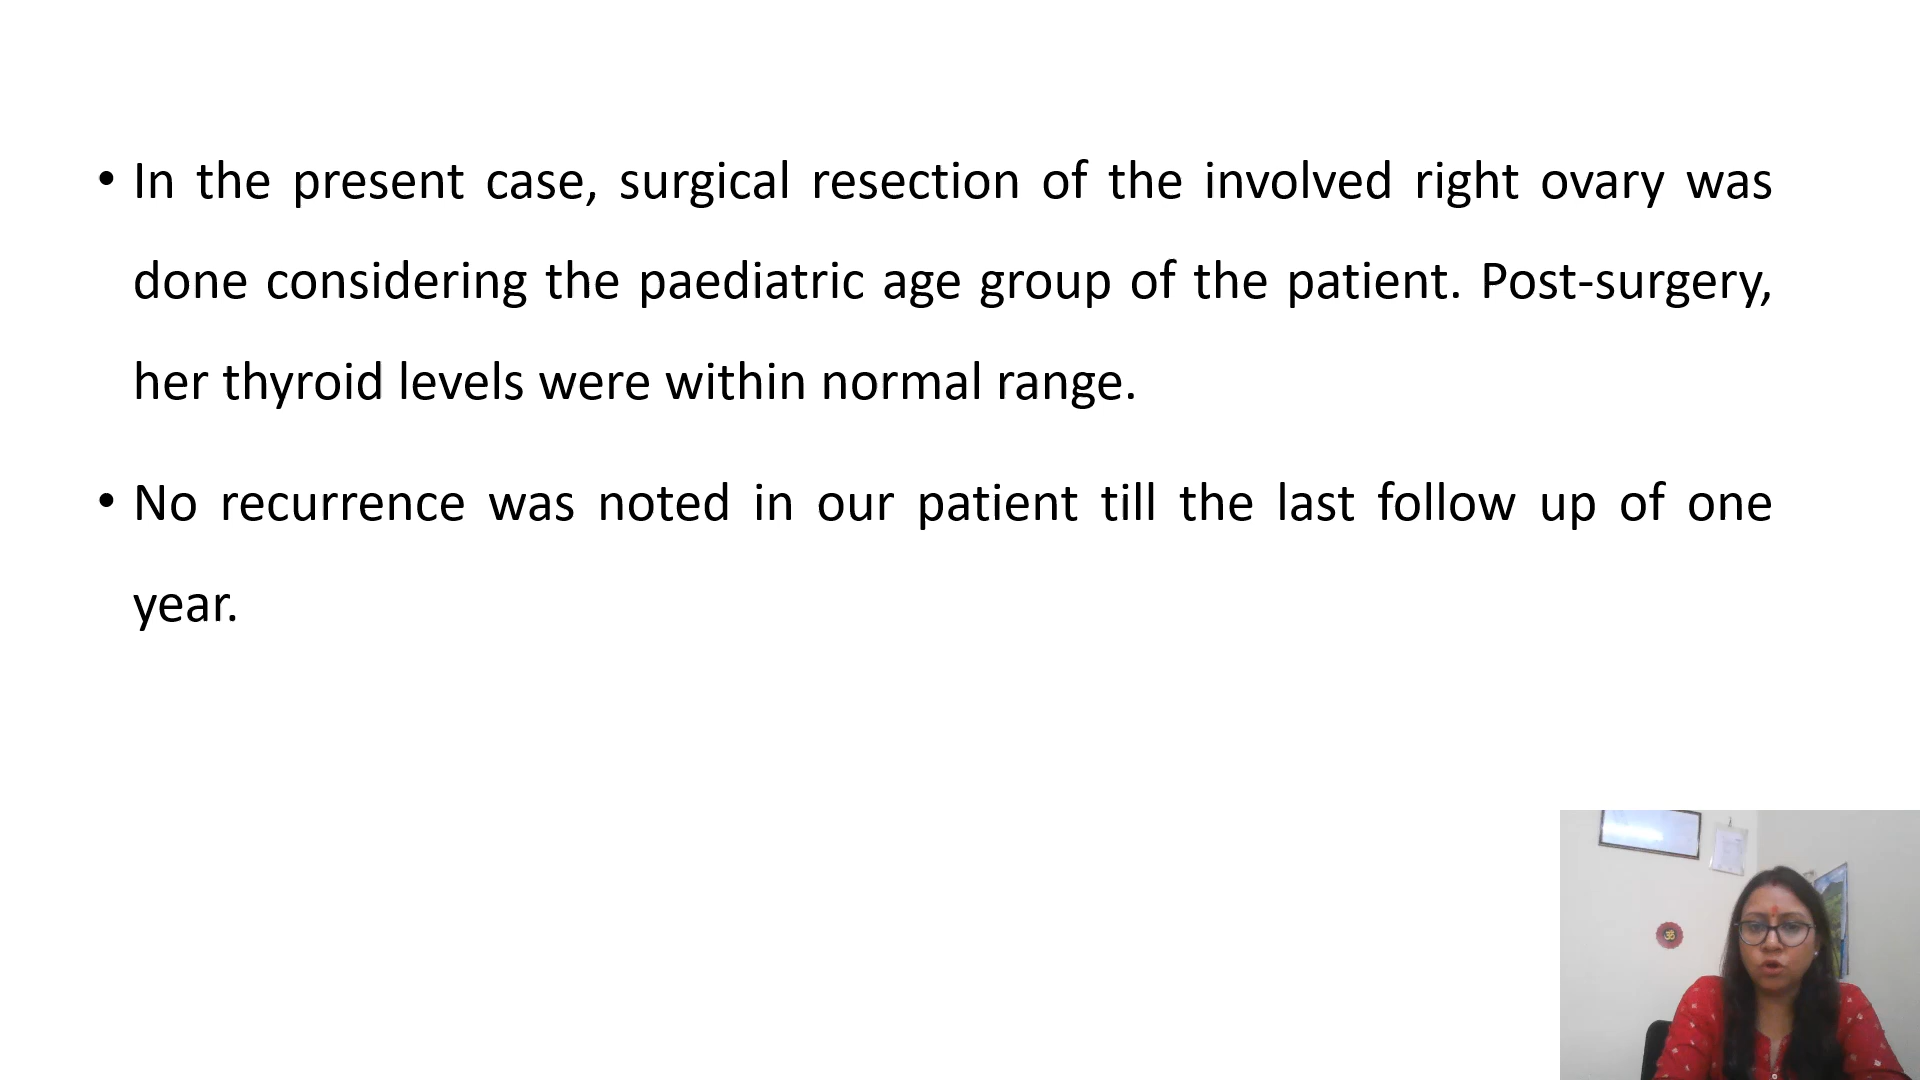 • In the present case, surgical resection of the involved right ovary was
done considering the paediatric age group of the patient. Post-surgery,
her thyroid levels were within normal range.
• No recurrence was noted in our patient till the last follow up of one
year.
ॐ